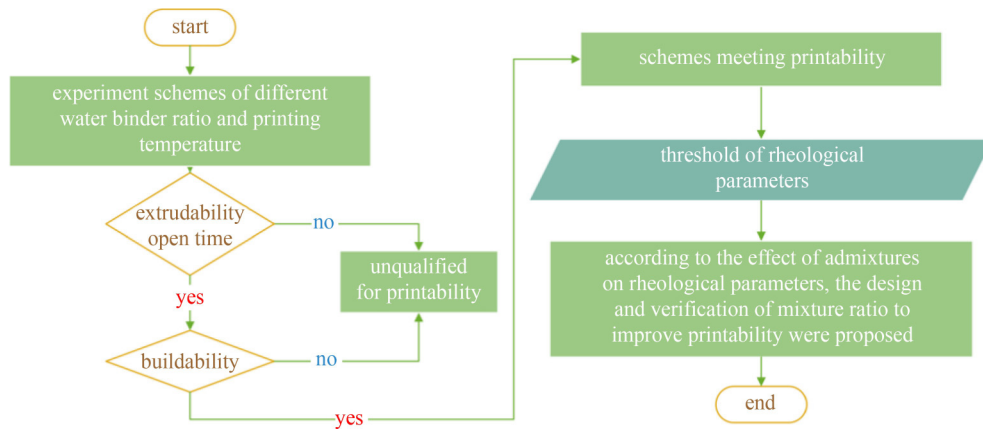 start
experiment schemes of different
water binder ratio and printing
temperature
extrudability
open time
no
unqualified
for printability
yes
buildability
no
yes
schemes meeting printability
threshold of rheological
parameters
according to the effect of admixtures
on rheological parameters, the design
and verification of mixture ratio to
improve printability were proposed
end